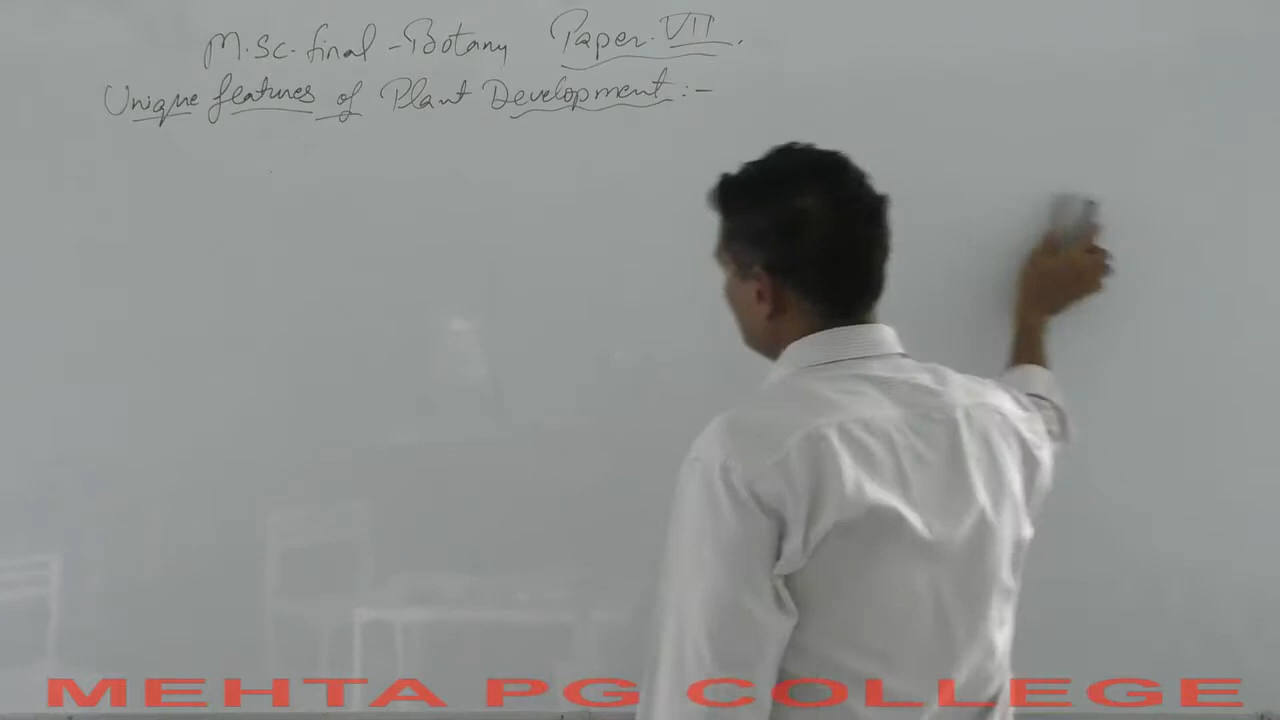 M.Sc. final - Botany Paper. VII.
Unique features of Plant Development :-
MEHTA PG COLLEGE